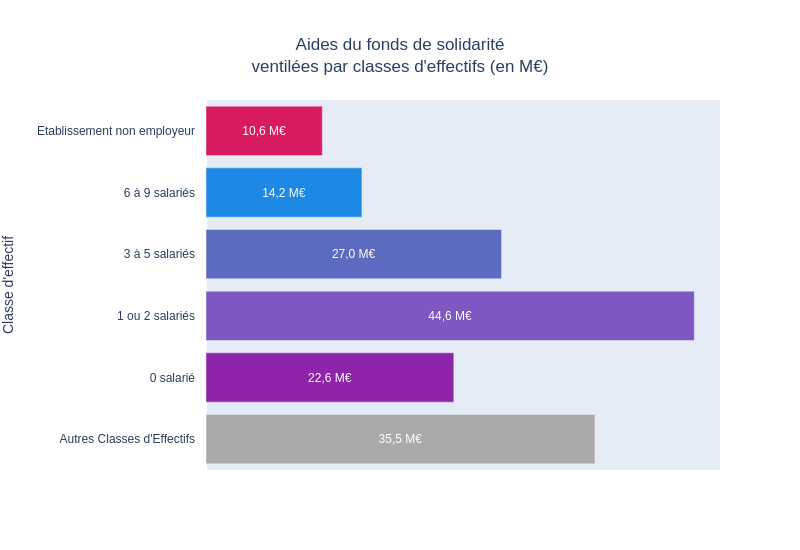 Aides du fonds de solidarité
ventilées par classes d'effectifs (en M€)
Classe d'effectif
Etablissement non employeur
10,6 M€
6 à 9 salariés
14,2 M€
3 à 5 salariés
27,0 M€
1 ou 2 salariés
44,6 M€
0 salarié
22,6 M€
Autres Classes d'Effectifs
35,5 M€